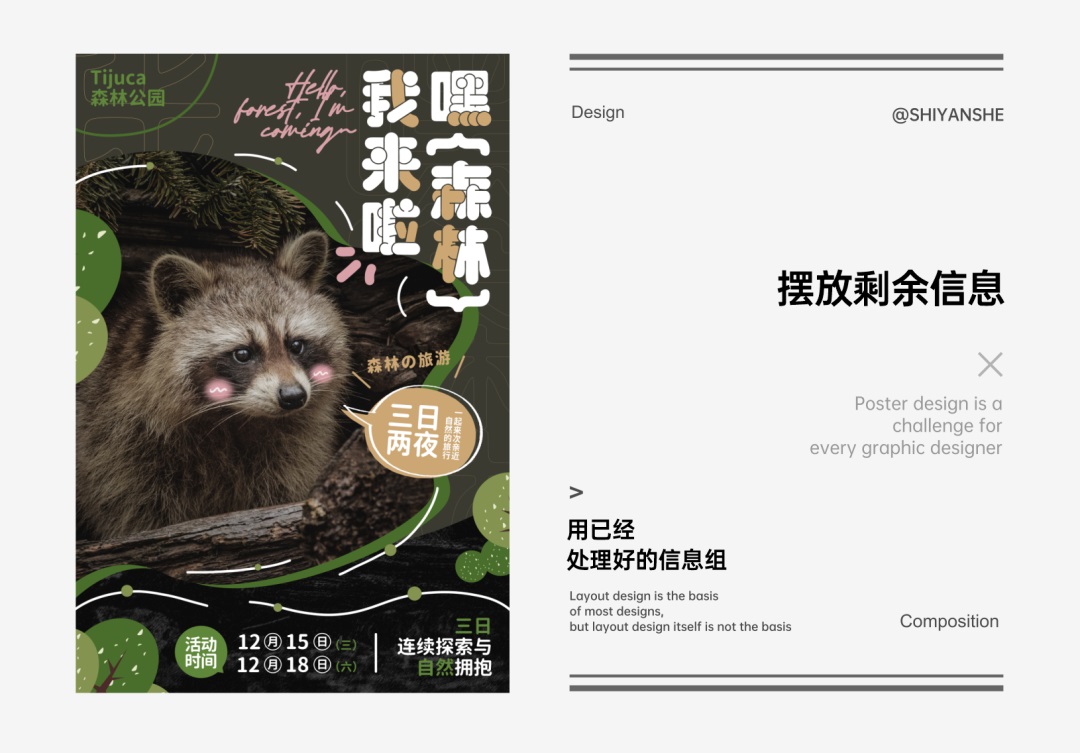 Tijuca
森林公园
Hello,
forest, I'm
coming~
嘿{森林}
我来啦
森林の旅游
三日
两夜
一起来次亲近
自然的旅行
活动
时间
12月15日(三)
12月18日(六)
三日
连续探索与
自然拥抱
Design
@SHIYANSHE
摆放剩余信息
Poster design is a
challenge for
every graphic designer
>
用已经
处理好的信息组
Layout design is the basis
of most designs,
but layout design itself is not the basis
Composition